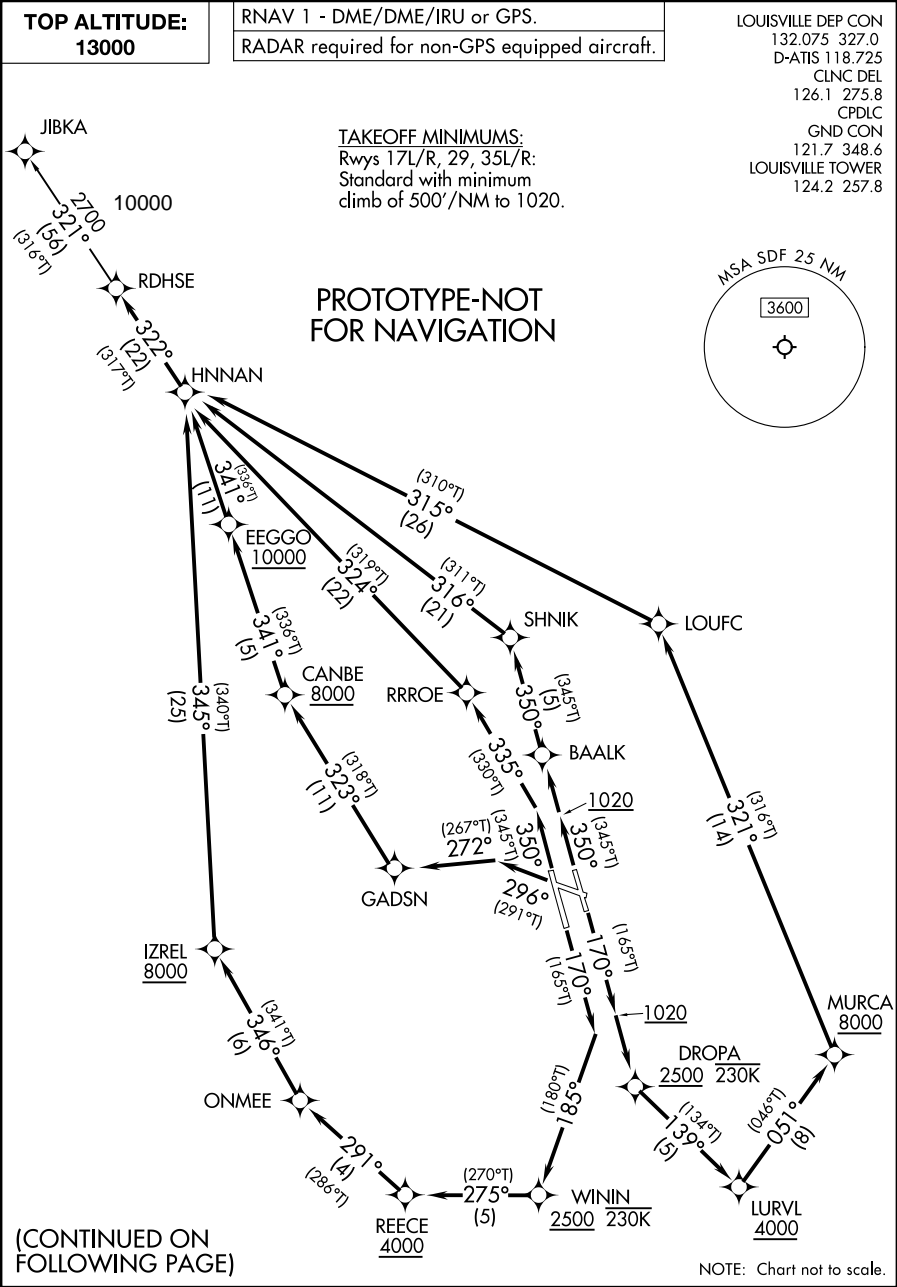 TOP ALTITUDE:
13000
RNAV 1 - DME/DME/IRU or GPS.
RADAR required for non-GPS equipped aircraft.
LOUISVILLE DEP CON
132.075 327.0
D-ATIS 118.725
CLNC DEL
126.1 275.8
CPDLC
GND CON
121.7 348.6
LOUISVILLE TOWER
124.2 257.8
TAKEOFF MINIMUMS:
Rwys 17L/R, 29, 35L/R:
Standard with minimum
climb of 500'/NM to 1020.
JIBKA
2700
10000
321°
(56)
(316°T)
RDHSE
PROTOTYPE-NOT
FOR NAVIGATION
MSA SDF 25 NM
3600
322°
(22)
(317°T)
HNNAN
(336°T)
341°
(11)
(310°T)
315°
(26)
EEGGO
10000
(319°T)
324°
(22)
(311°T)
316°
(21)
SHNIK
LOUFC
(336°T)
341°
(5)
CANBE
8000
RRROE
(345°T)
(5)
350°
(340°T)
345°
(25)
335°
(330°T)
BAALK
(318°T)
323°
(11)
1020
(316°T)
321°
(14)
(267°T)
272°
(345°T)
350°
(345°T)
350°
GADSN
296°
(291°T)
IZREL
8000
170°
(165°T)
170°
(165°T)
1020
MURCA
8000
(341°T)
346°
(6)
DROPA
2500 230K
ONMEE
(180°T)
185°
(134°T)
139°
(5)
(046°T)
051°
(8)
291°
(4)
(286°T)
(270°T)
275°
(5)
REECE
4000
WININ
2500 230K
LURVL
4000
(CONTINUED ON
FOLLOWING PAGE)
NOTE: Chart not to scale.